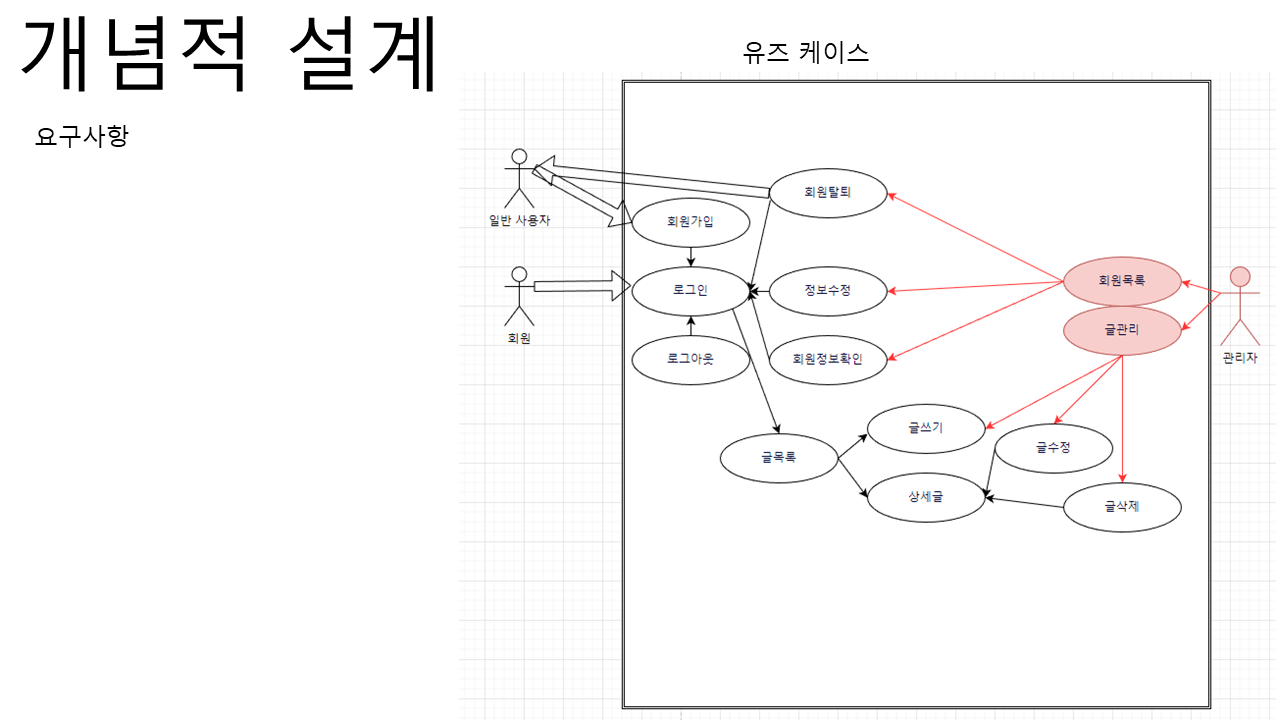 개념적 설계
유즈 케이스
요구사항
일반 사용자
회원탈퇴
회원가입
회원
로그인
정보수정
회원목록
글관리
관리자
로그아웃
회원정보확인
글쓰기
글수정
글목록
상세글
글삭제